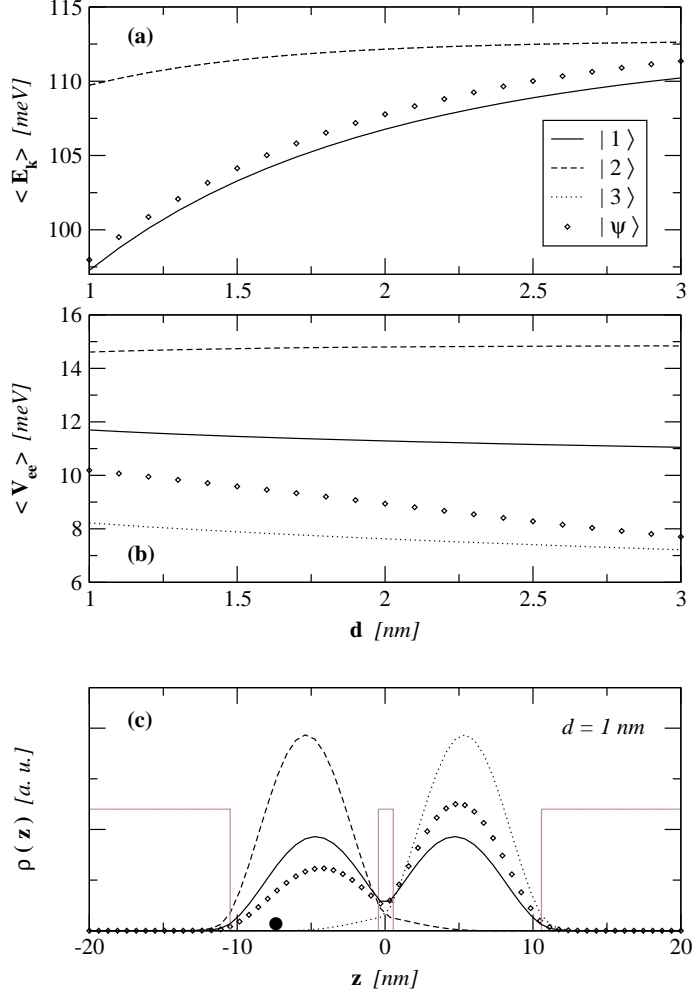 (a)
115
110
105
100
< E_k > [meV]
| 1 ⟩
| 2 ⟩
| 3 ⟩
| ψ ⟩
1 1.5 2 2.5 3
(b)
16
14
12
10
8
6
< V_ee > [meV]
1 1.5 2 2.5 3
d [nm]
(c)
d = 1 nm
ρ(z) [a. u.]
-20 -10 0 10 20
z [nm]